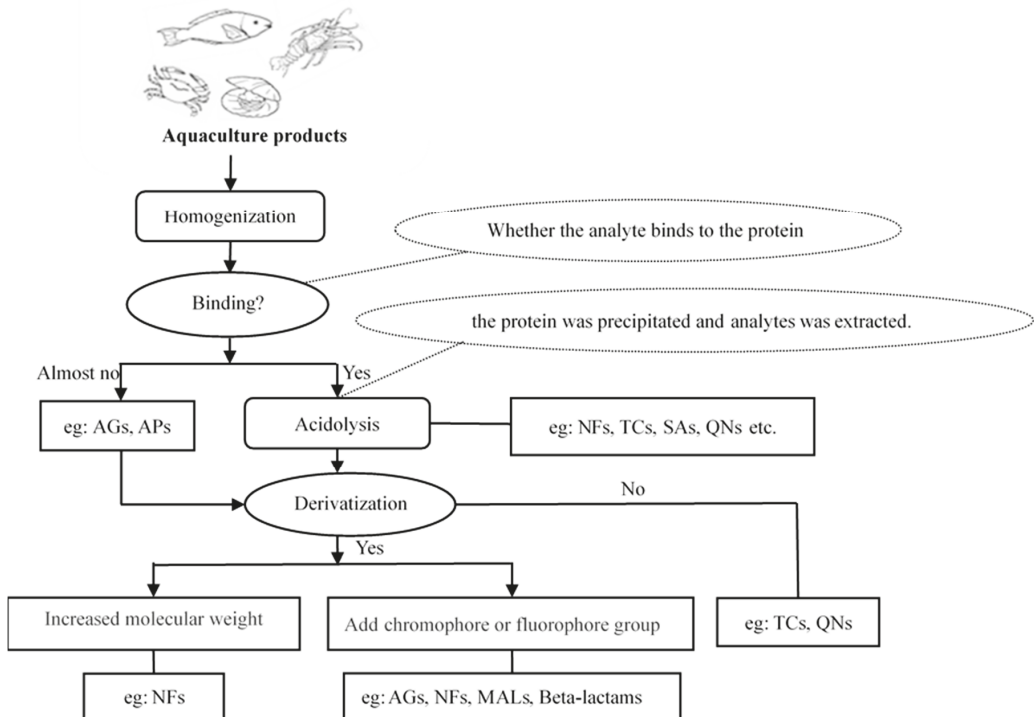 Aquaculture products
Homogenization
Whether the analyte binds to the protein
Binding?
the protein was precipitated and analytes was extracted.
Almost no
Yes
eg: AGs, APs
Acidolysis
eg: NFs, TCs, SAs, QNs etc.
Derivatization
No
Yes
Increased molecular weight
Add chromophore or fluorophore group
eg: TCs, QNs
eg: NFs
eg: AGs, NFs, MALs, Beta-lactams